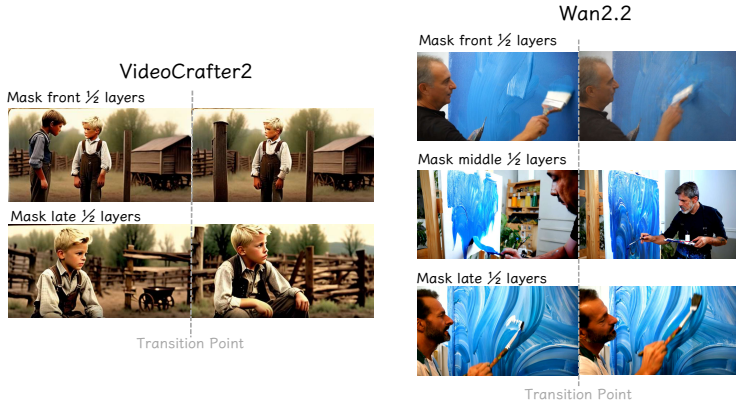 VideoCrafter2
Mask front ½ layers
Mask late ½ layers
Transition Point
Wan2.2
Mask front ½ layers
Mask middle ½ layers
Mask late ½ layers
Transition Point